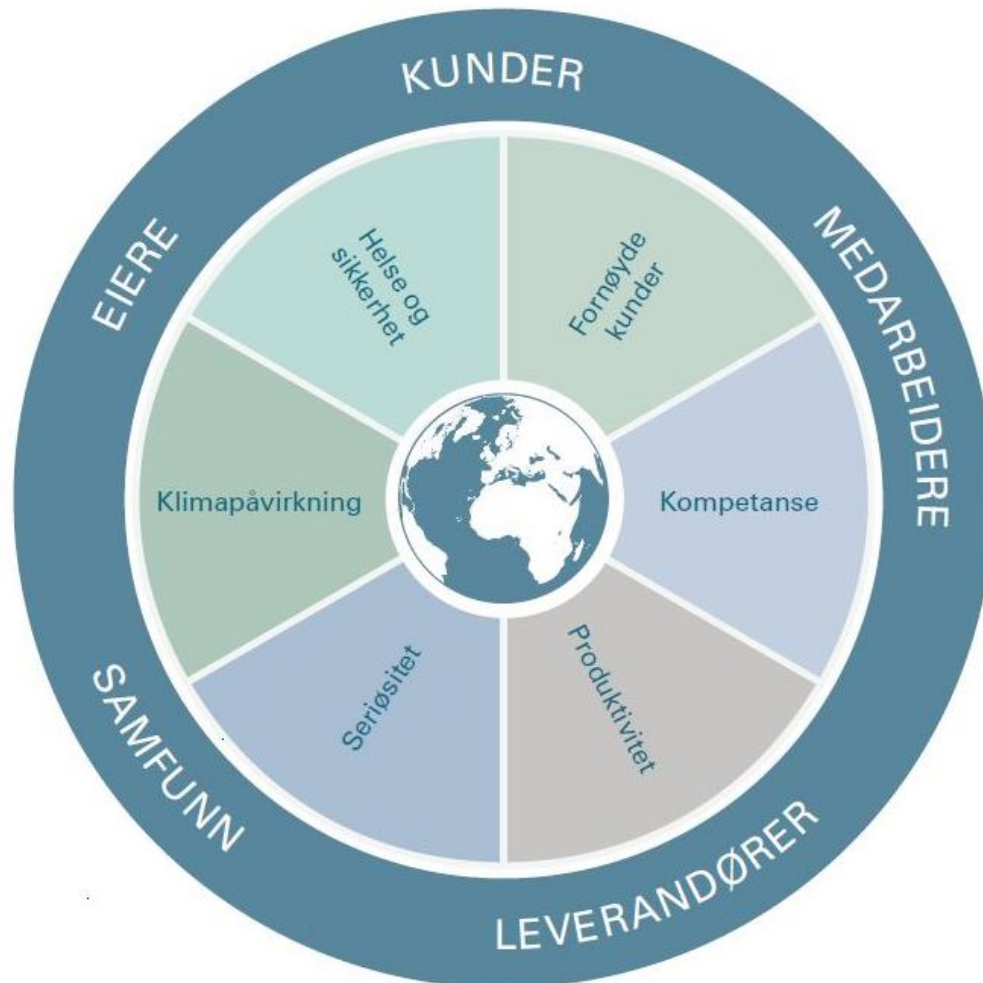 KUNDER
MEDARBEIDERE
LEVERANDØRER
SAMFUNN
EIERE
Helse og
sikkerhet
Fornøyde
kunder
Kompetanse
Produktivitet
Seriøsitet
Klimapåvirkning